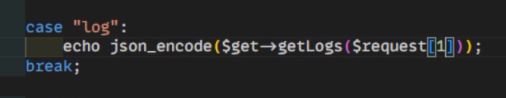 case "log":
echo json_encode($get->getLogs($request[1]));
break;